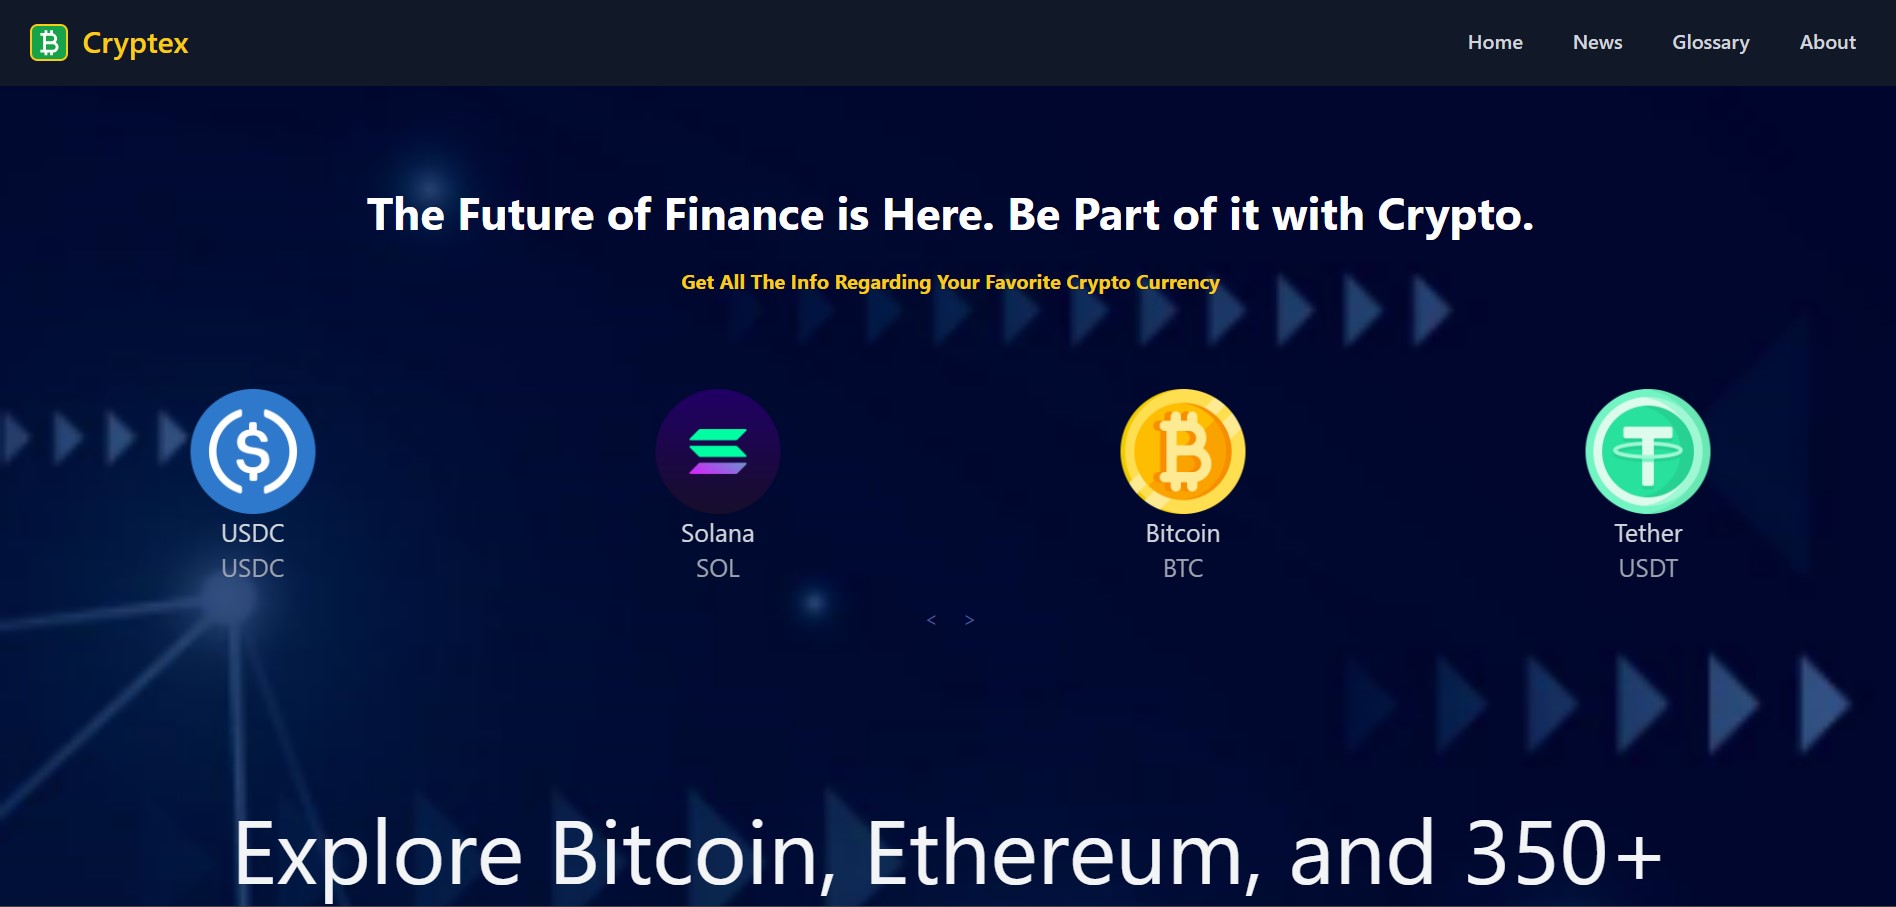 Cryptex
Home News Glossary About
The Future of Finance is Here. Be Part of it with Crypto.
Get All The Info Regarding Your Favorite Crypto Currency
USDC Solana Bitcoin Tether
USDC SOL BTC USDT
< >
Explore Bitcoin, Ethereum, and 350+